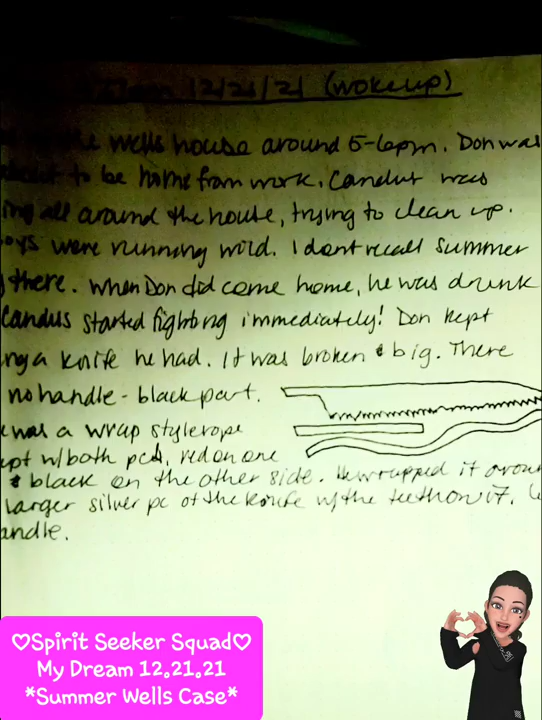 12/21/21 (wokeup)
wells house around 5-6pm. Don was
to be home from work. Candus was
ing all around the house, trying to clean up.
oys were running wild. I dont recall Summer
there. When Don did come home, he was drunk
Candus started fighting immediately! Don kept
ng a knife he had. It was broken & big. There
no handle - black part.
was a wrap style rope
ept w/both pcs, red on one
& black on the other side. He wrapped it aroun
larger silver pc of the knife w/ the teeth on it.
andle.
♡Spirit Seeker Squad♡
My Dream 12.21.21
*Summer Wells Case*